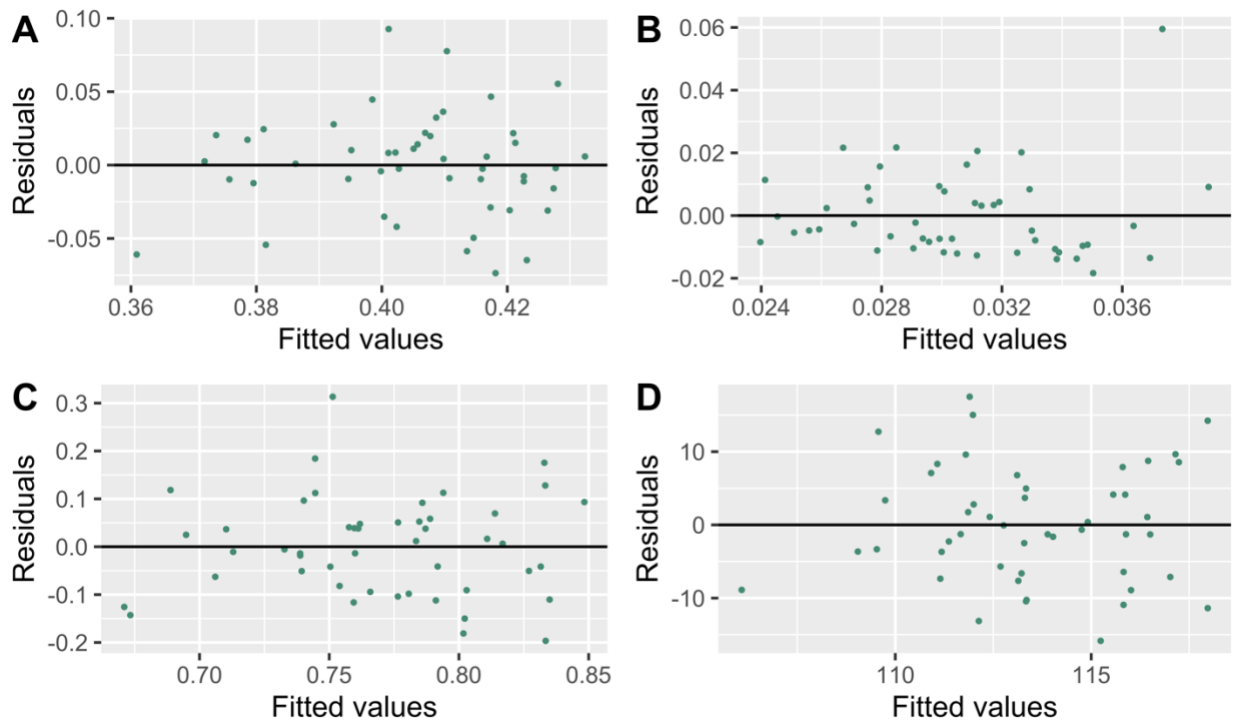 A
Residuals
0.10
0.05
0.00
-0.05
0.36 0.38 0.40 0.42
Fitted values
B
Residuals
0.06
0.04
0.02
0.00
-0.02
0.024 0.028 0.032 0.036
Fitted values
C
Residuals
0.3
0.2
0.1
0.0
-0.1
-0.2
0.70 0.75 0.80 0.85
Fitted values
D
Residuals
10
0
-10
110 115
Fitted values